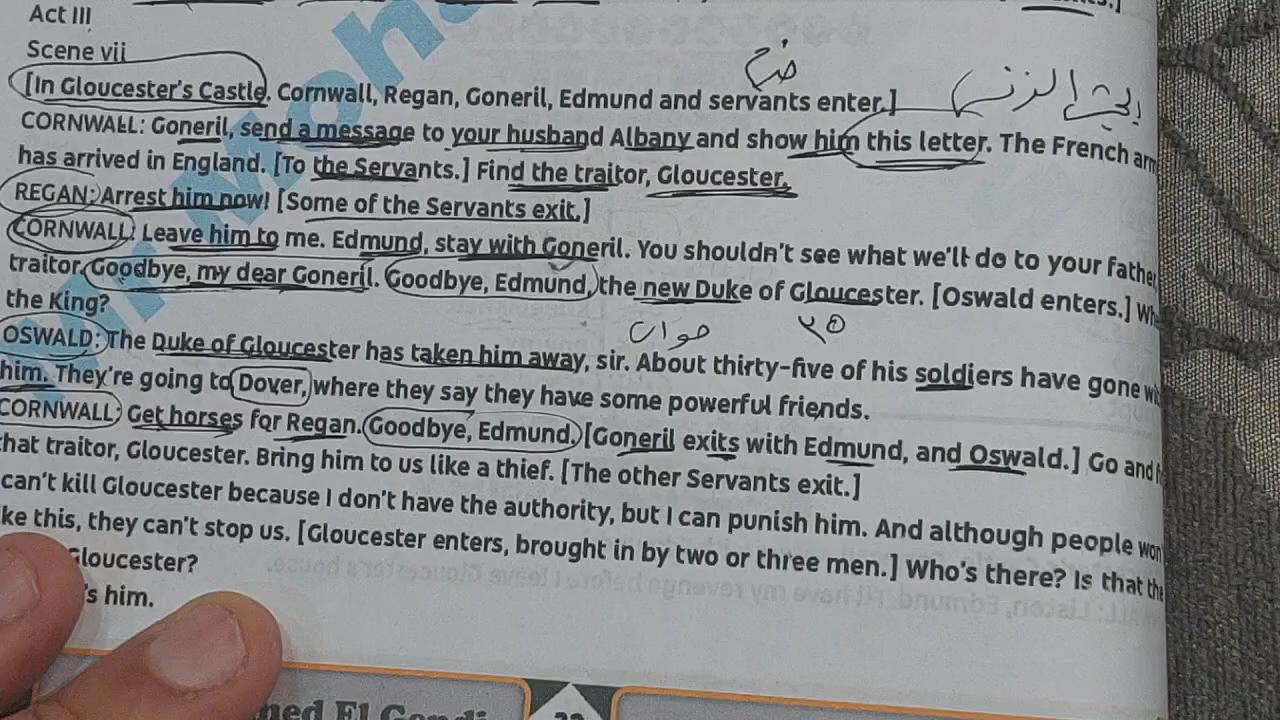 Act III
Scene vii
[In Gloucester's Castle. Cornwall, Regan, Goneril, Edmund and servants enter.]
CORNWALL: Goneril, send a message to your husband Albany and show him this letter. The French
has arrived in England. [To the Servants.] Find the traitor, Gloucester.
REGAN: Arrest him now! [Some of the Servants exit.]
CORNWALL: Leave him to me. Edmund, stay with Goneril. You shouldn't see what we'll do to your father,
traitor. Goodbye, my dear Goneril. Goodbye, Edmund, the new Duke of Gloucester. [Oswald enters.]
the King?
٣٥
OSWALD: The Duke of Gloucester has taken him away, sir. About thirty-five of his soldiers have gone
him. They're going to Dover, where they say they have some powerful friends.
CORNWALL: Get horses for Regan. Goodbye, Edmund. [Goneril exits with Edmund, and Oswald.] Go and
that traitor, Gloucester. Bring him to us like a thief. [The other Servants exit.]
can't kill Gloucester because I don't have the authority, but I can punish him. And although people
this, they can't stop us. [Gloucester enters, brought in by two or three men.] Who's there? Is that
Gloucester?
him.